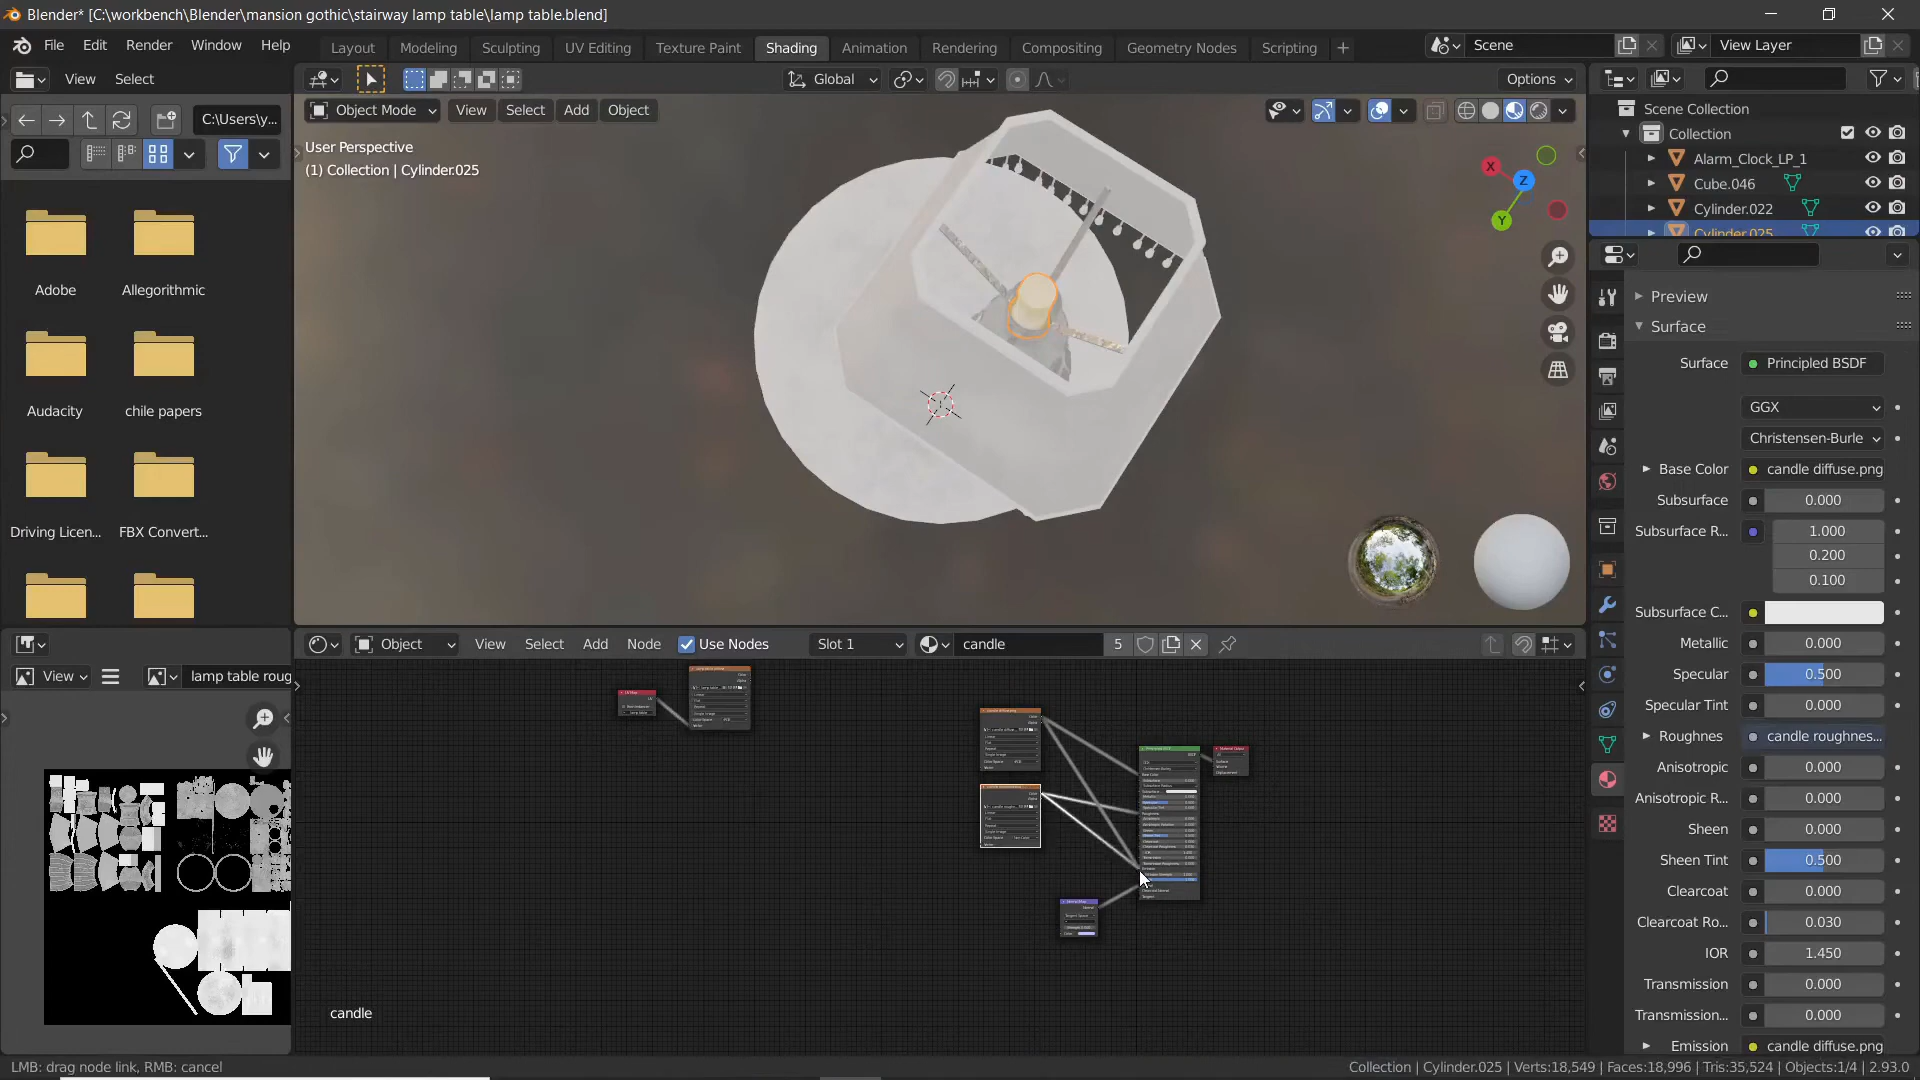 Blender* [C:\workbench\Blender\mansion gothic\stairway lamp table\lamp table.blend]
File Edit Render Window Help
Layout Modeling Sculpting UV Editing Texture Paint Shading Animation Rendering Compositing Geometry Nodes Scripting
Scene
View Layer
View Select
Global
Options
C:\Users\y...
Object Mode View Select Add Object
User Perspective
(1) Collection | Cylinder.025
X
Y
Z
Scene Collection
Collection
Alarm_Clock_LP_1
Cube.046
Cylinder.022
Cylinder.025
Adobe
Allegorithmic
Audacity
chile papers
Driving Licen...
FBX Convert...
Preview
Surface
Surface Principled BSDF
GGX
Christensen-Burle
Base Color candle diffuse.png
Subsurface 0.000
Subsurface R... 1.000
0.200
0.100
Subsurface C...
Metallic 0.000
Specular 0.500
Specular Tint 0.000
Roughnes candle roughnes...
Anisotropic 0.000
Anisotropic R... 0.000
Sheen 0.000
Sheen Tint 0.500
Clearcoat 0.000
Clearcoat Ro... 0.030
IOR 1.450
Transmission 0.000
Transmission... 0.000
Emission candle diffuse.png
Object View Select Add Node Use Nodes Slot 1 candle 5
View lamp table roug
candle
LMB: drag node link, RMB: cancel
Collection | Cylinder.025 | Verts:18,549 | Faces:18,996 | Tris:35,524 | Objects:1/4 | 2.93.0